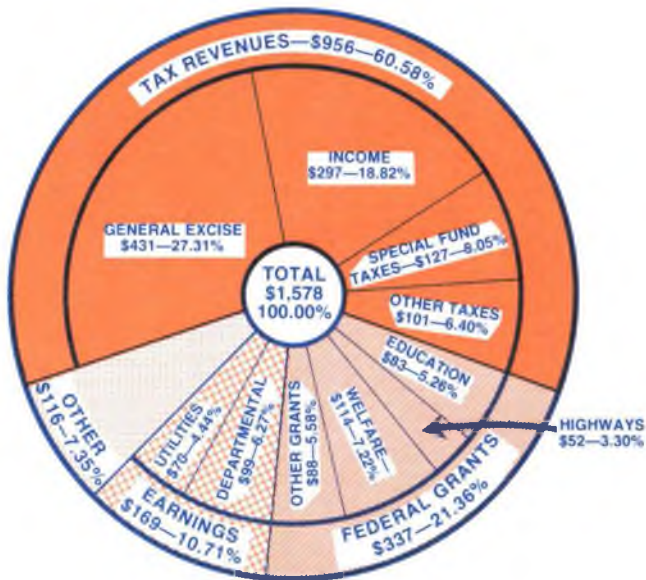 TAX REVENUES—$956—60.58%
INCOME
$297—18.82%
GENERAL EXCISE
$431—27.31%
SPECIAL FUND
TAXES—$127—8.05%
TOTAL
$1,578
100.00%
OTHER TAXES
$101—6.40%
EDUCATION
$83—5.26%
HIGHWAYS
$52—3.30%
WELFARE—
$114—7.22%
OTHER GRANTS
$88—5.58%
FEDERAL GRANTS
$337—21.36%
DEPARTMENTAL
$99—6.27%
UTILITIES
$70—4.44%
EARNINGS
$169—10.71%
OTHER
$116—7.35%